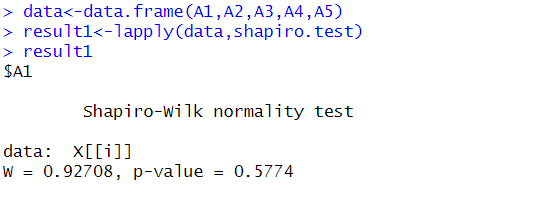 > data<-data.frame(A1,A2,A3,A4,A5)
> result1<-lapply(data,shapiro.test)
> result1
$A1
Shapiro-Wilk normality test
data:  X[[i]]
W = 0.92708, p-value = 0.5774